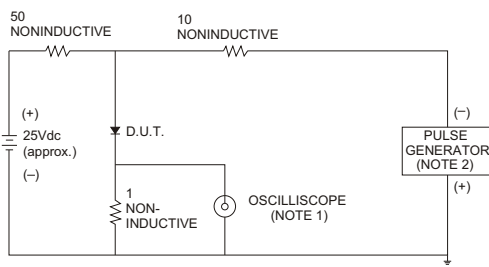 50
NONINDUCTIVE
10
NONINDUCTIVE
(+)
25Vdc
(approx.)
(–)
D.U.T.
1
NON-
INDUCTIVE
OSCILLISCOPE
(NOTE 1)
(–)
PULSE
GENERATOR
(NOTE 2)
(+)